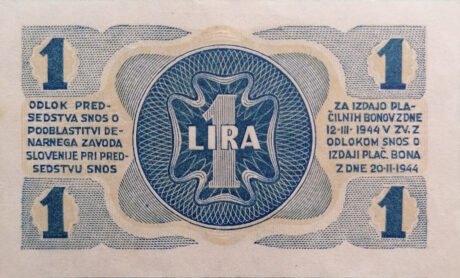 1
1
ODLOK PRED-
SEDSTVA SNOS O
POOBLASTITVI DE-
NARNEGA ZAVODA
SLOVENIJE PRI PRED-
SEDSTVU SNOS
1
LIRA
ZA IZDAJO PLA-
ČILNIH BONOV Z DNE
12-III-1944 V ZV. Z
ODLOKOM SNOS O
IZDAJI PLAČ. BONA
Z DNE 20-II-1944
1
1